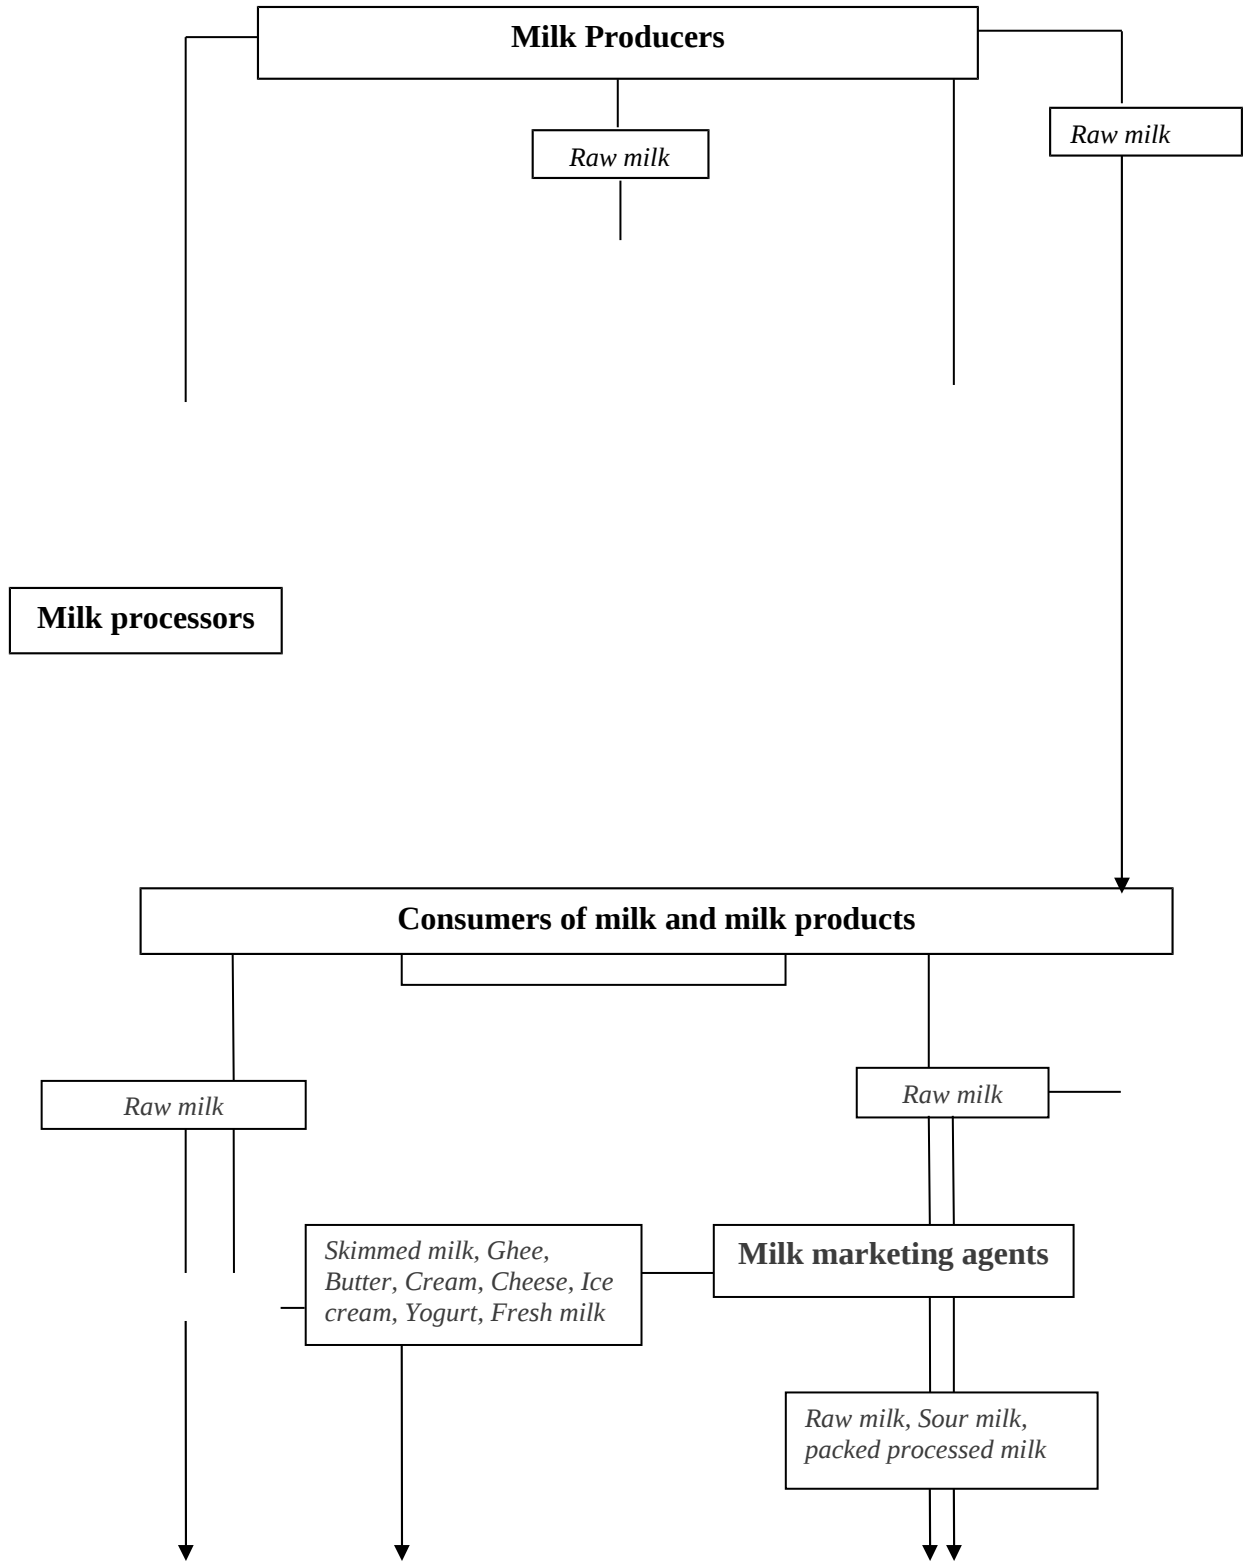 Milk Producers
Raw milk
Raw milk
Milk processors
Consumers of milk and milk products
Raw milk
Raw milk
Skimmed milk, Ghee,
Butter, Cream, Cheese, Ice
cream, Yogurt, Fresh milk
Milk marketing agents
Raw milk, Sour milk,
packed processed milk